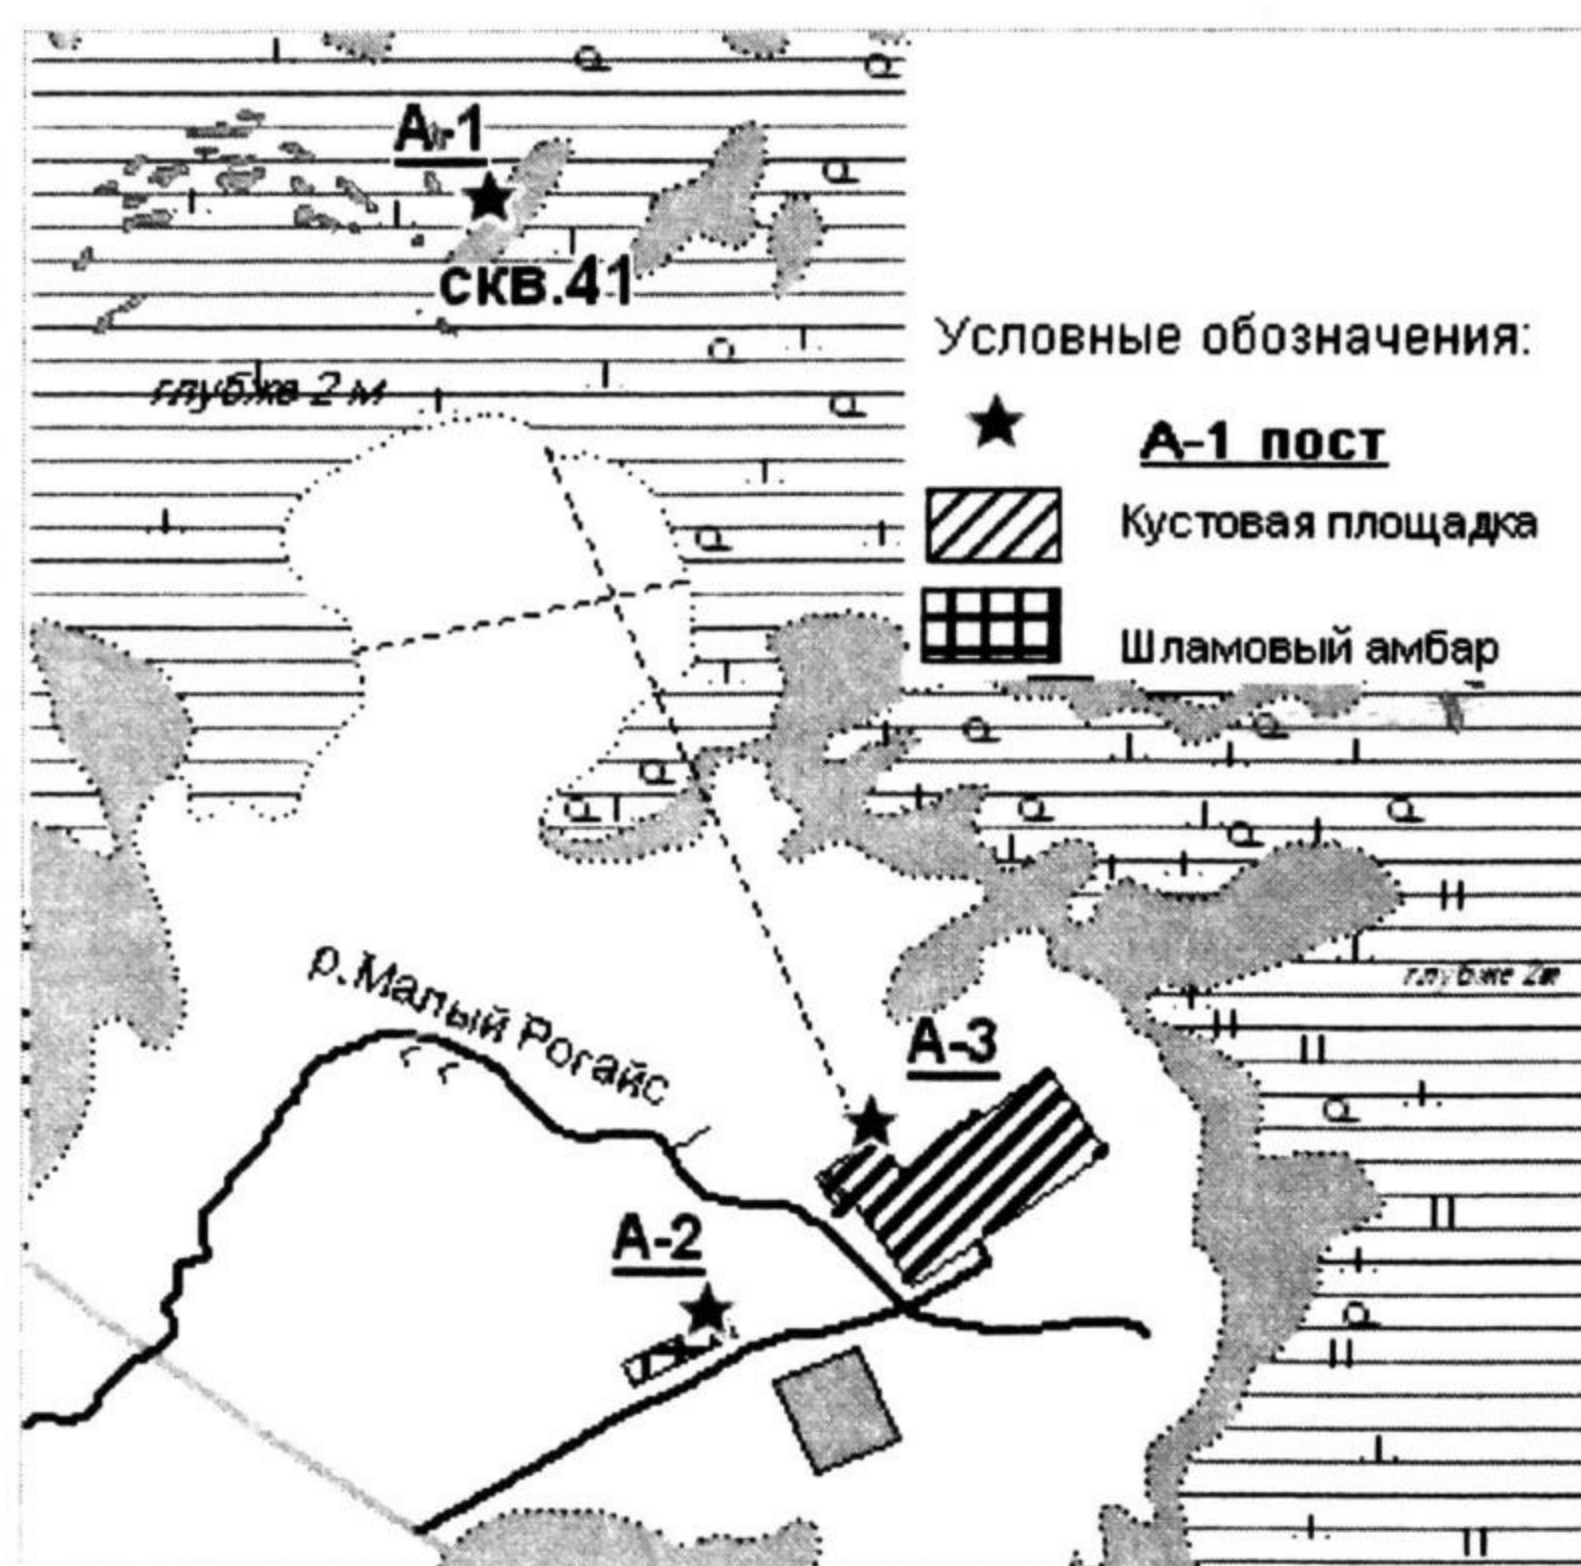 А-1
скв.41
глубже 2 м
Условные обозначения:
А-1 пост
Кустовая площадка
Шламовый амбар
глубже 2м
р.Малый Рогайс
А-3
А-2